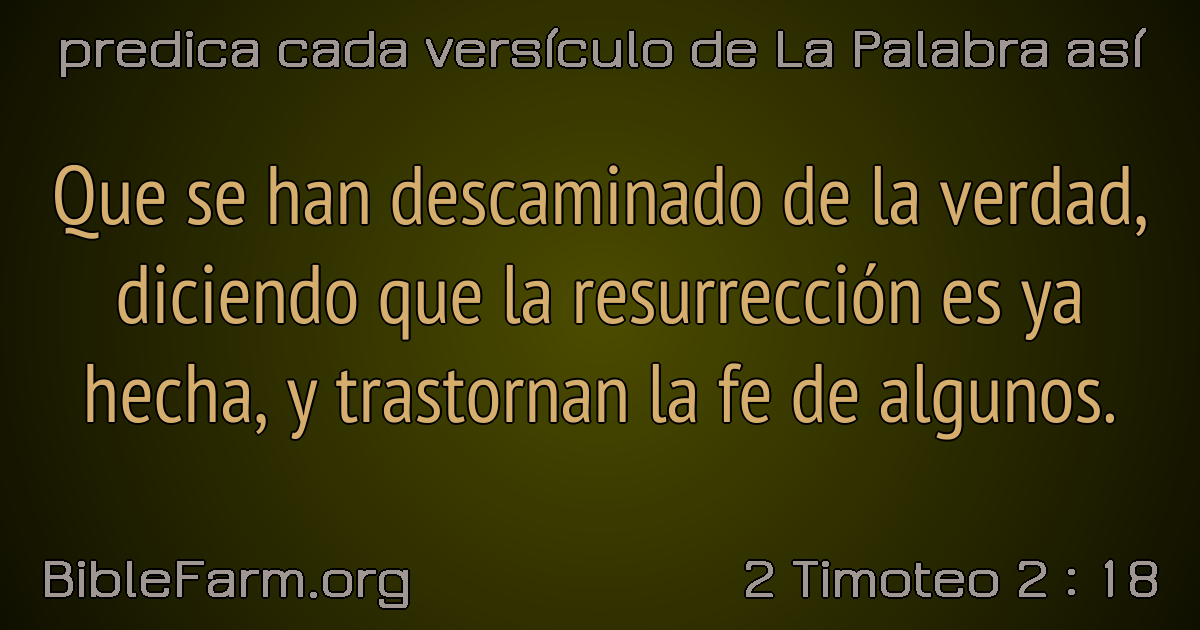 predica cada versículo de La Palabra así
Que se han descaminado de la verdad,
diciendo que la resurrección es ya
hecha, y trastornan la fe de algunos.
BibleFarm.org
2 Timoteo 2 : 18